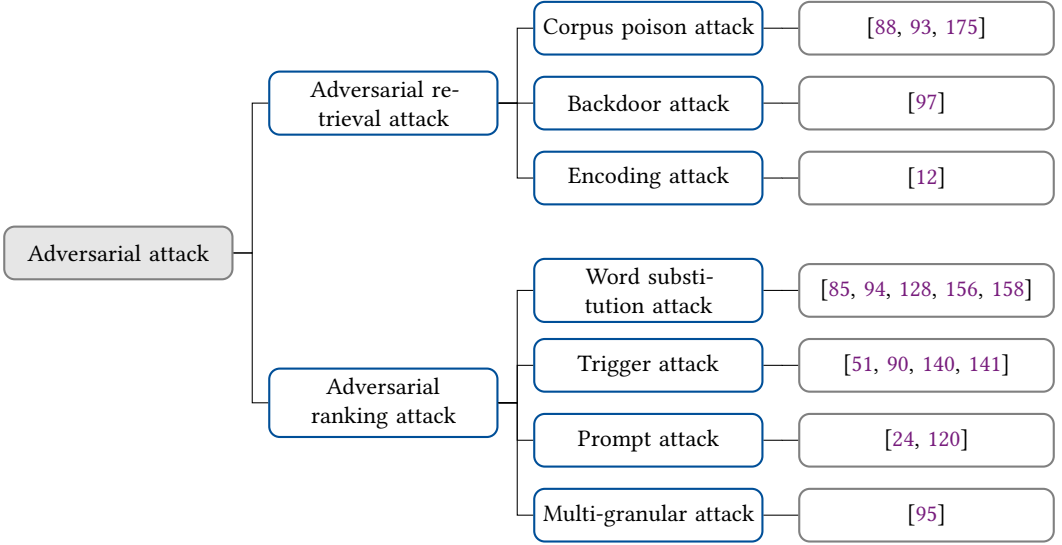 Corpus poison attack
[88, 93, 175]
Adversarial re-
trieval attack
Backdoor attack
[97]
Encoding attack
[12]
Adversarial attack
Word substi-
tution attack
[85, 94, 128, 156, 158]
Trigger attack
[51, 90, 140, 141]
Adversarial
ranking attack
Prompt attack
[24, 120]
Multi-granular attack
[95]